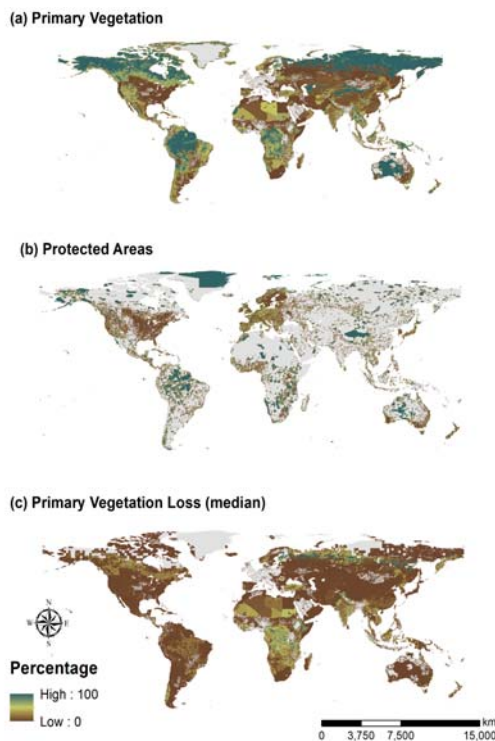 (a) Primary Vegetation
(b) Protected Areas
(c) Primary Vegetation Loss (median)
N
W E
S
Percentage
High : 100
Low : 0
km
0 3,750 7,500 15,000